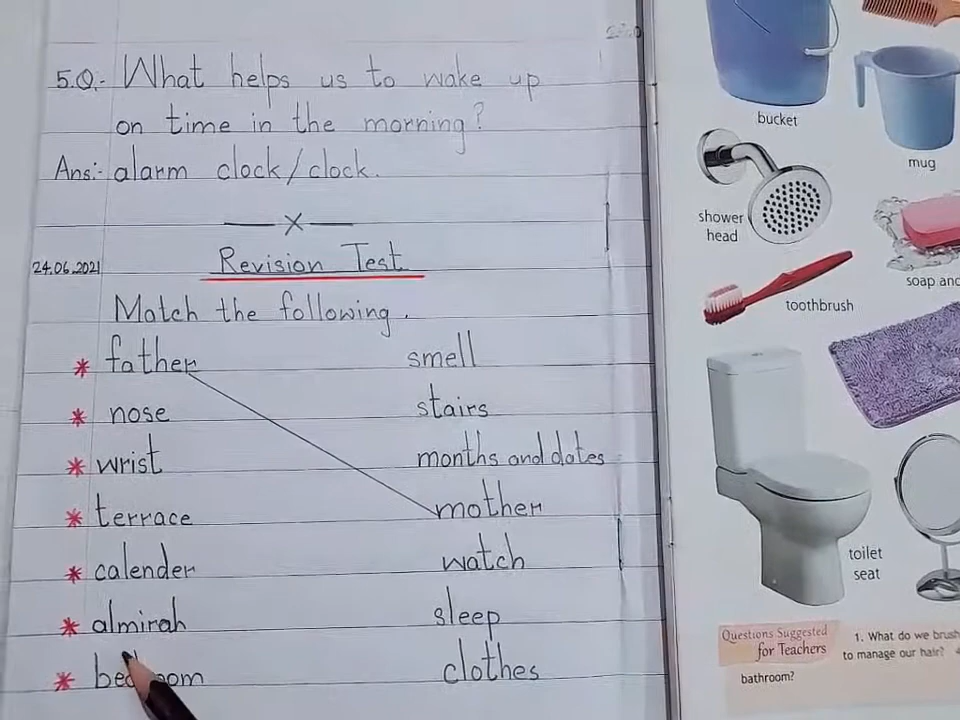 5.Q.- What helps us to wake up
on time in the morning?
Ans:- alarm clock/clock.
x
24.06.2021 Revision Test
Match the following.
* father smell
* nose stairs
* wrist months and dates
* terrace mother
* calender watch
* almirah sleep
* bedroom clothes
bucket
mug
shower
head
soap and
toothbrush
toilet
seat
Questions Suggested
for Teachers
1. What do we brush
to manage our hair?
bathroom?